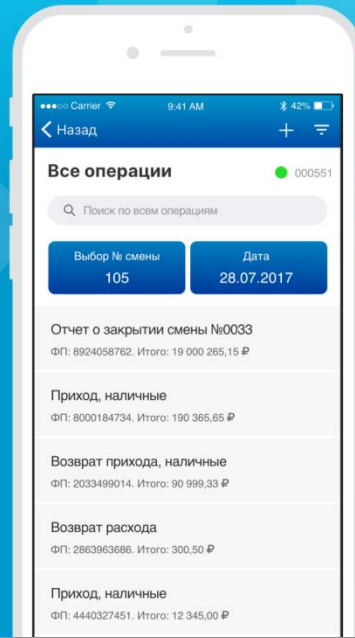 Carrier 9:41 AM 42%
Назад
Все операции 000551
Поиск по всем операциям
Выбор № смены Дата
105 28.07.2017
Отчет о закрытии смены №0033
ФП: 8924058762. Итого: 19 000 265,15 ₽
Приход, наличные
ФП: 8000184734. Итого: 190 365,65 ₽
Возврат прихода, наличные
ФП: 2033499014. Итого: 90 999,33 ₽
Возврат расхода
ФП: 2863963686. Итого: 300,50 ₽
Приход, наличные
ФП: 4440327451. Итого: 12 345,00 ₽